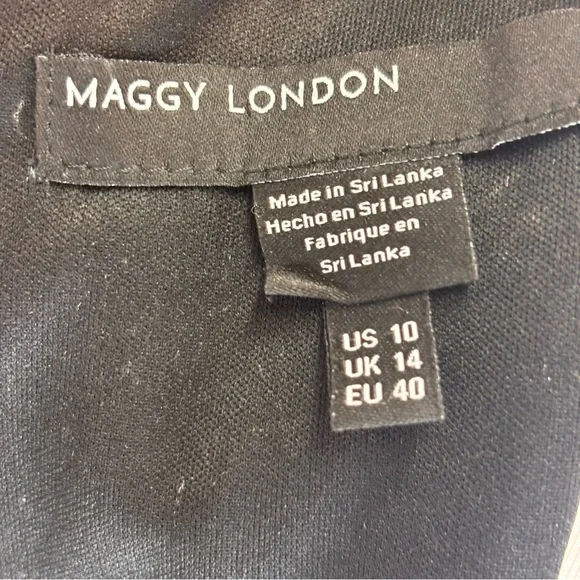 MAGGY LONDON
Made in Sri Lanka
Hecho en Sri Lanka
Fabrique en
Sri Lanka
US 10
UK 14
EU 40